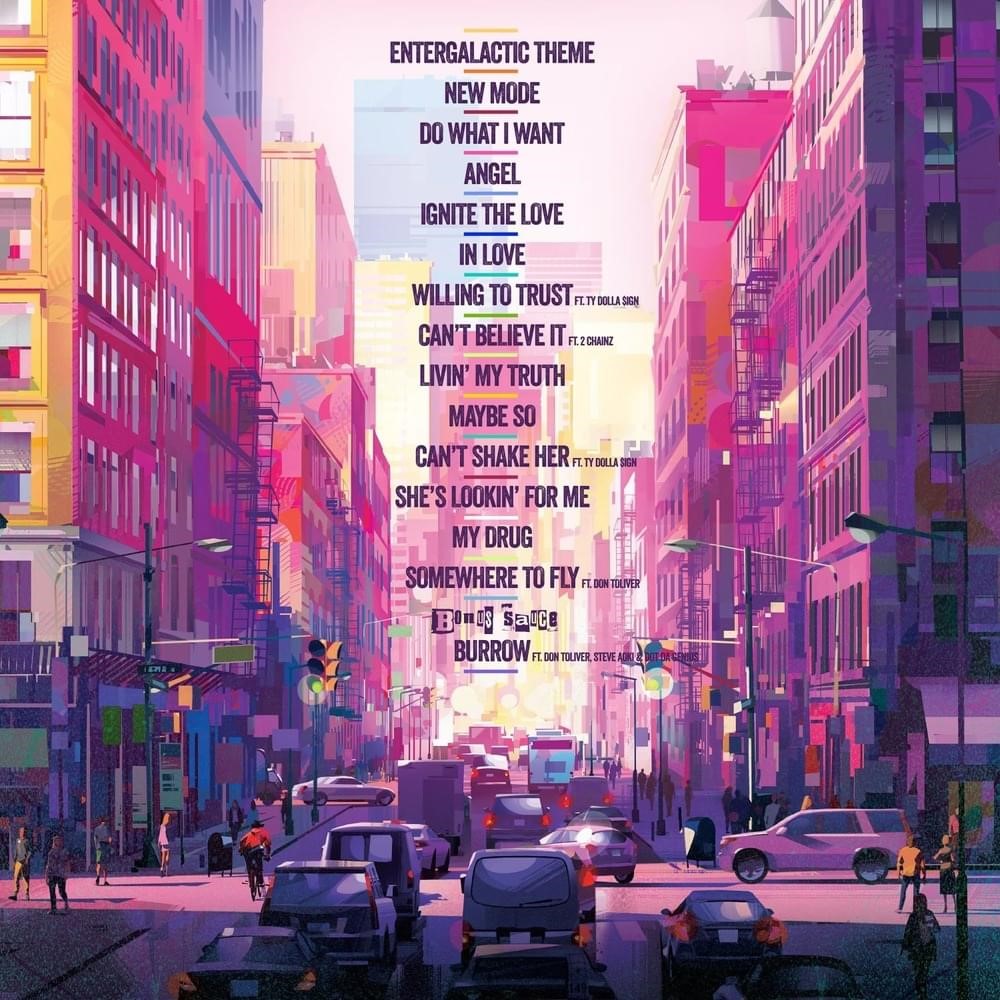 ENTERGALACTIC THEME
NEW MODE
DO WHAT I WANT
ANGEL
IGNITE THE LOVE
IN LOVE
WILLING TO TRUST FT. TY DOLLA $IGN
CAN'T BELIEVE IT FT. 2 CHAINZ
LIVIN' MY TRUTH
MAYBE SO
CAN'T SHAKE HER FT. TY DOLLA $IGN
SHE'S LOOKIN' FOR ME
MY DRUG
SOMEWHERE TO FLY FT. DON TOLIVER
Bonus Sauce
BURROW FT. DON TOLIVER, STEVE AOKI & DOT DA GENIUS